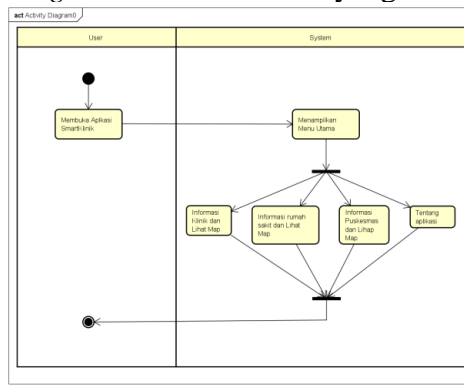 act Activity Diagram0
User
System
Membuka Aplkasi
SmartKlinik
Menampilkan
Menu Utama
Informasi
Klinik dan
Lihat Map
Informasi rumah
sakit dan Lihat
Map
Informasi
Puskesmas
dan Lihap
Map
Tentang
aplikasi